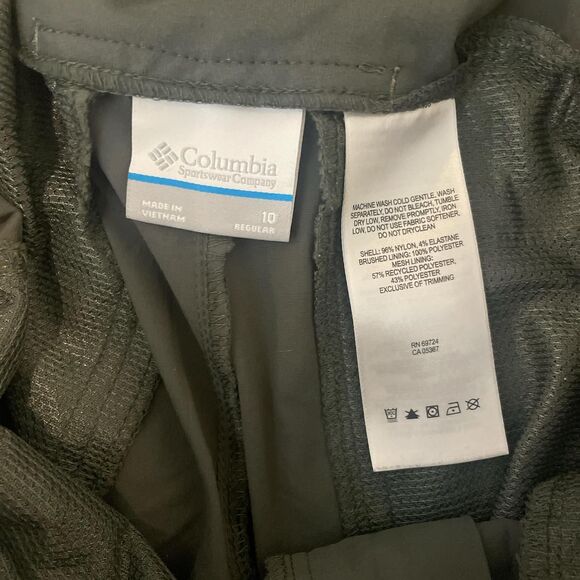 Columbia
Sportswear Company
MADE IN
VIETNAM
10
REGULAR
MACHINE WASH COLD GENTLE, WASH
SEPARATELY, DO NOT BLEACH, TUMBLE
DRY LOW, REMOVE PROMPTLY, IRON
LOW, DO NOT USE FABRIC SOFTENER.
DO NOT DRYCLEAN
SHELL: 96% NYLON, 4% ELASTANE
BRUSHED LINING: 100% POLYESTER
MESH LINING:
57% RECYCLED POLYESTER,
43% POLYESTER
EXCLUSIVE OF TRIMMING
RN 69724
CA 05367